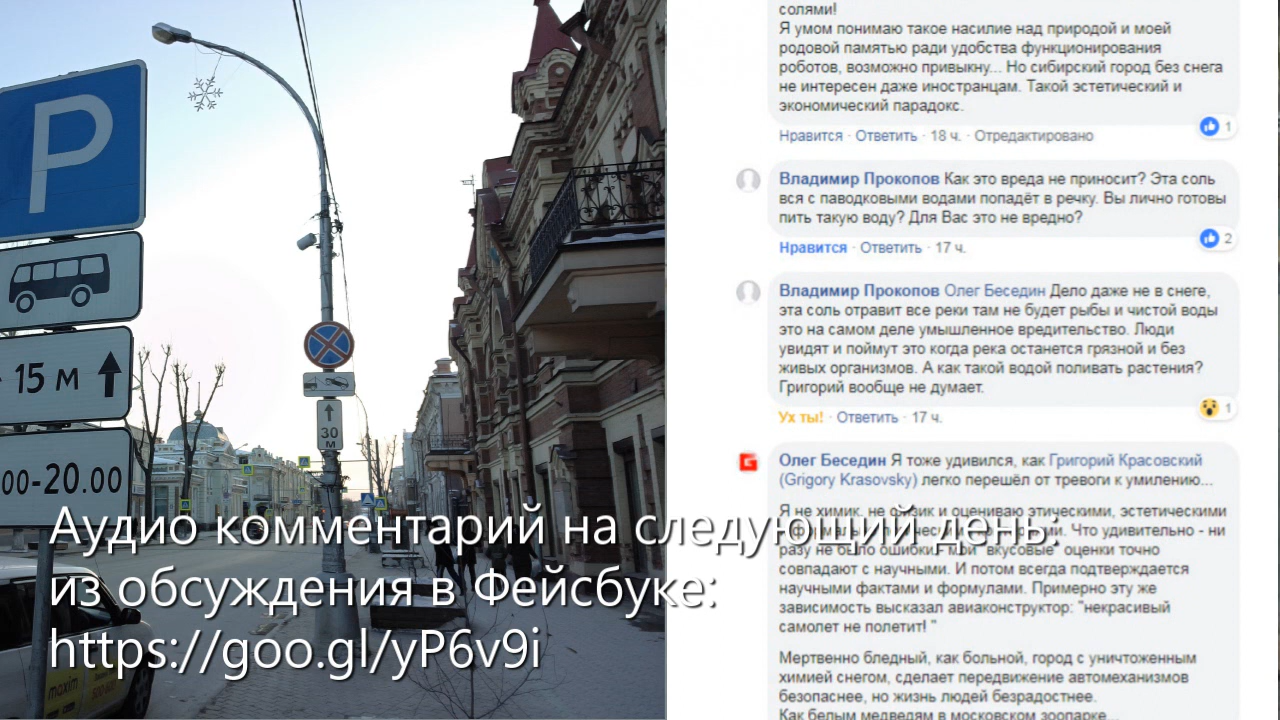 P
15 м
00-20.00
30
м
maxim
Аудио комментарий на следующий день:
из обсуждения в Фейсбуке:
https://goo.gl/yP6v9i
солями!
Я умом понимаю такое насилие над природой и моей
родовой памятью ради удобства функционирования
роботов, возможно привыкну... Но сибирский город без снега
не интересен даже иностранцам. Такой эстетический и
экономический парадокс.
Нравится · Ответить · 18 ч. · Отредактировано
1
Владимир Прокопов Как это вреда не приносит? Эта соль
вся с паводковыми водами попадёт в речку. Вы лично готовы
пить такую воду? Для Вас это не вредно?
Нравится · Ответить · 17 ч.
2
Владимир Прокопов Олег Беседин Дело даже не в снеге,
эта соль отравит все реки там не будет рыбы и чистой воды
это на самом деле умышленное вредительство. Люди
увидят и поймут это когда река останется грязной и без
живых организмов. А как такой водой поливать растения?
Григорий вообще не думает.
Ух ты! · Ответить · 17 ч.
1
Олег Беседин Я тоже удивился, как Григорий Красовский
(Grigory Krasovsky) легко перешёл от тревоги к умилению...
Я не химик, не физик и оцениваю этическими, эстетическими
Что удивительно - ни
разу не было ошибки - мои "вкусовые" оценки точно
совпадают с научными. И потом всегда подтверждается
научными фактами и формулами. Примерно эту же
зависимость высказал авиаконструктор: "некрасивый
самолет не полетит! "
Мертвенно бледный, как больной, город с уничтоженным
химией снегом, сделает передвижение автомеханизмов
безопаснее, но жизнь людей безрадостнее.
Как белым медведям в московском зоопарке...